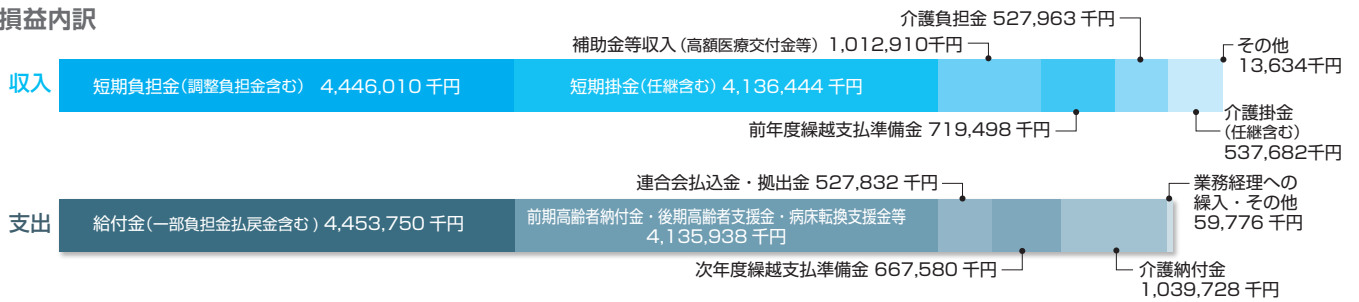 損益内訳
介護負担金 527,963 千円
補助金等収入(高額医療交付金等) 1,012,910千円
その他
13,634千円
収入
短期負担金(調整負担金含む) 4,446,010 千円
短期掛金(任継含む) 4,136,444 千円
前年度繰越支払準備金 719,498 千円
介護掛金
(任継含む)
537,682千円
連合会払込金・拠出金 527,832 千円
業務経理への
繰入・その他
59,776 千円
支出
給付金(一部負担金払戻金含む) 4,453,750 千円
前期高齢者納付金・後期高齢者支援金・病床転換支援金等
4,135,938 千円
次年度繰越支払準備金 667,580 千円
介護納付金
1,039,728 千円